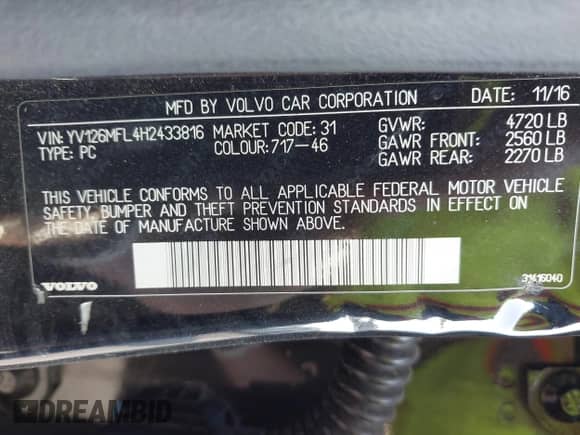 MFD BY VOLVO CAR CORPORATION DATE: 11/16
VIN: YV126MFL4H2433816 MARKET CODE: 31 GVWR: 4720 LB
TYPE: PC COLOUR: 717-46 GAWR FRONT: 2560 LB
GAWR REAR: 2270 LB
THIS VEHICLE CONFORMS TO ALL APPLICABLE FEDERAL MOTOR VEHICLE
SAFETY, BUMPER AND THEFT PREVENTION STANDARDS IN EFFECT ON
THE DATE OF MANUFACTURE SHOWN ABOVE.
VOLVO 31416040
DREAMBID